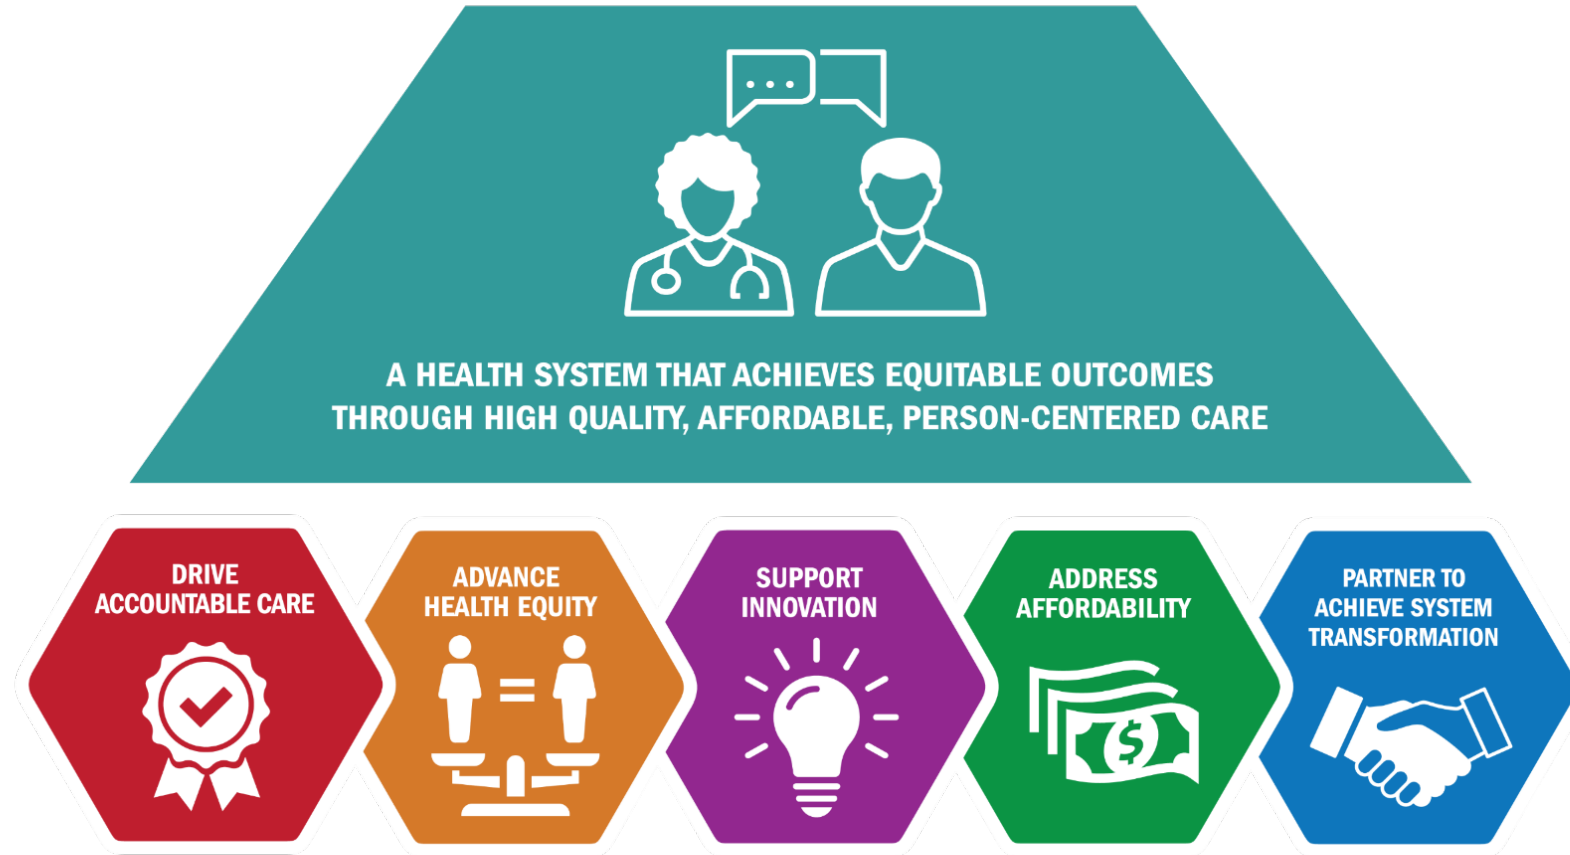 A HEALTH SYSTEM THAT ACHIEVES EQUITABLE OUTCOMES
THROUGH HIGH QUALITY, AFFORDABLE, PERSON-CENTERED CARE
DRIVE
ACCOUNTABLE CARE
ADVANCE
HEALTH EQUITY
=
SUPPORT
INNOVATION
ADDRESS
AFFORDABILITY
$
PARTNER TO
ACHIEVE SYSTEM
TRANSFORMATION